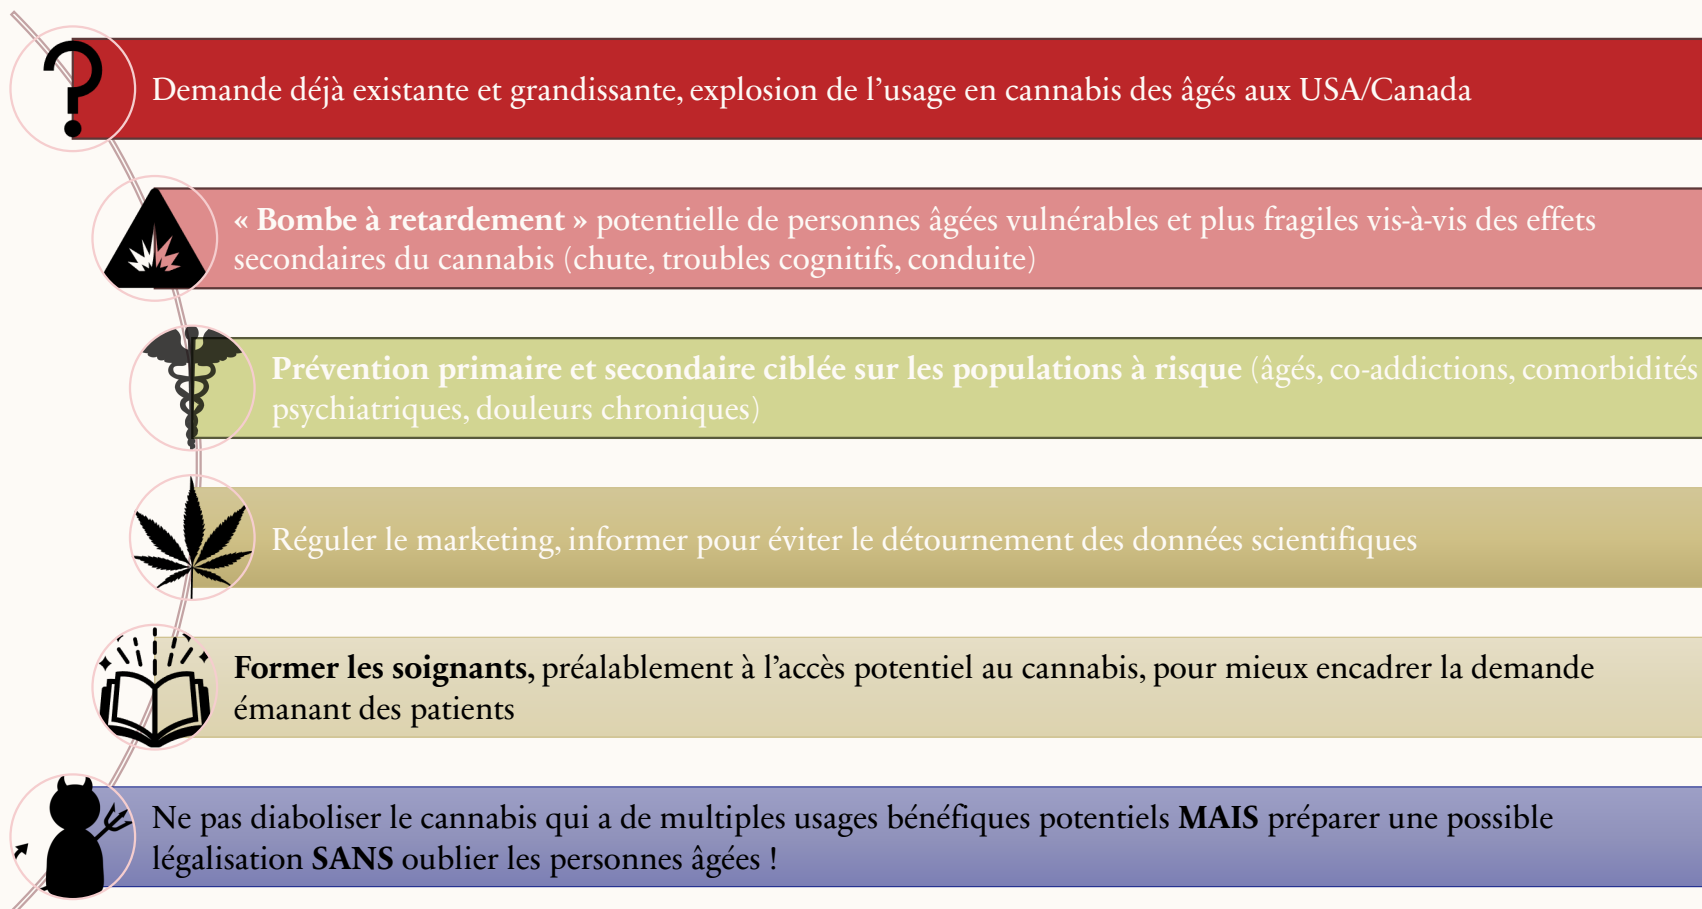 Demande déjà existante et grandissante, explosion de l’usage en cannabis des âgés aux USA/Canada
« Bombe à retardement » potentielle de personnes âgées vulnérables et plus fragiles vis-à-vis des effets
secondaires du cannabis (chute, troubles cognitifs, conduite)
Prévention primaire et secondaire ciblée sur les populations à risque (âgés, co-addictions, comorbidités
psychiatriques, douleurs chroniques)
Réguler le marketing, informer pour éviter le détournement des données scientifiques
Former les soignants, préalablement à l’accès potentiel au cannabis, pour mieux encadrer la demande
émanant des patients
Ne pas diaboliser le cannabis qui a de multiples usages bénéfiques potentiels MAIS préparer une possible
légalisation SANS oublier les personnes âgées !